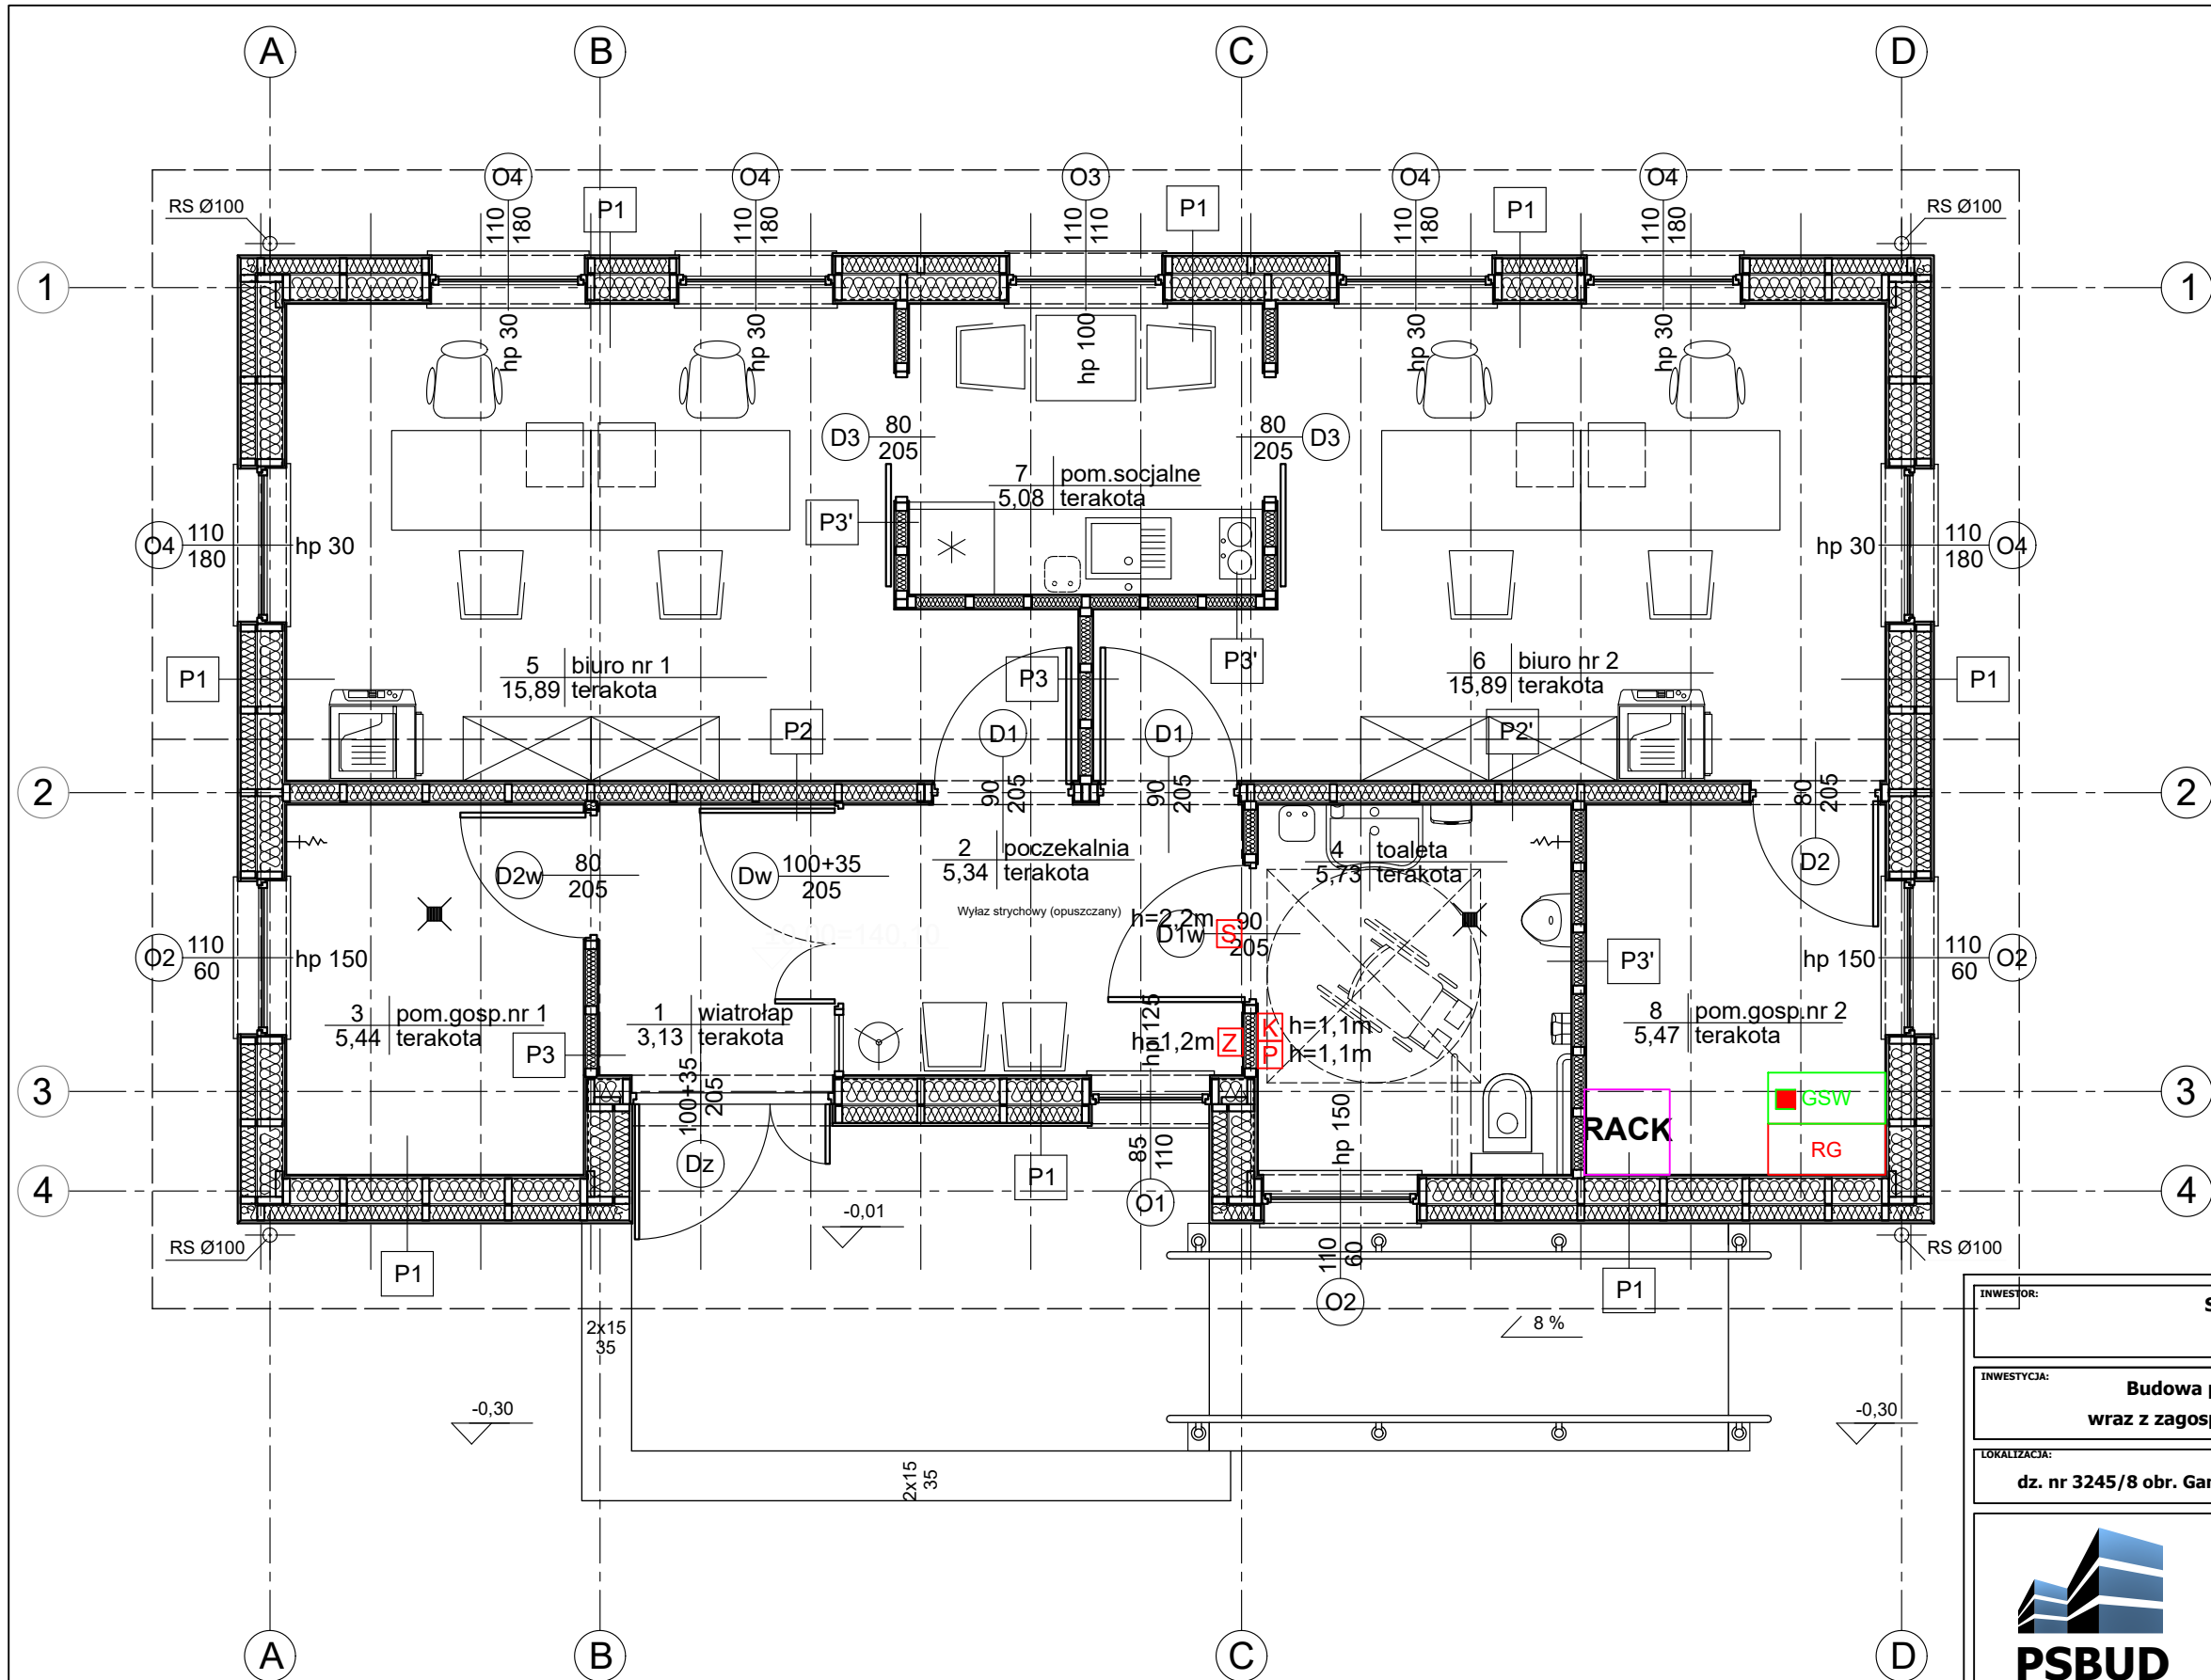 A
B
C
D
O4
O4
O3
O4
O4
110
180
110
180
110
110
110
180
110
180
P1
P1
P1
RS Ø100
RS Ø100
1
1
hp 30
hp 30
hp 100
hp 30
hp 30
D3
80
205
80
205
D3
7
pom.socjalne
5,08
terakota
P3'
O4
110
180
hp 30
hp 30
110
180
O4
P1
5
biuro nr 1
15,89
terakota
P3
P3'
6
biuro nr 2
15,89
terakota
P1
P2
D1
D1
P2'
2
90
205
90
205
80
205
2
D2w
80
205
Dw
100+35
205
2
poczekalnia
5,34
terakota
4
toaleta
5,73
terakota
D2
Wyłaz strychowy (opuszczany)
h=2,2m
S
D1w
90
205
O2
110
60
hp 150
P3'
hp 150
110
60
O2
3
pom.gosp.nr 1
5,44
terakota
1
wiatrołap
3,13
terakota
P3
hp 125
h=1,2m
Z
K
h=1,1m
P
h=1,1m
8
pom.gosp.nr 2
5,47
terakota
3
100+35
205
GSW
RACK
RG
3
Dz
P1
85
110
hp 150
O1
4
4
-0,01
RS Ø100
RS Ø100
P1
110
60
O2
P1
2x15
35
8 %
-0,30
-0,30
2x15
35
INWESTOR:
S
INWESTYCJA:
Budowa p
wraz z zagosp
LOKALIZACJA:
dz. nr 3245/8 obr. Gar
PSBUD
A
B
C
D